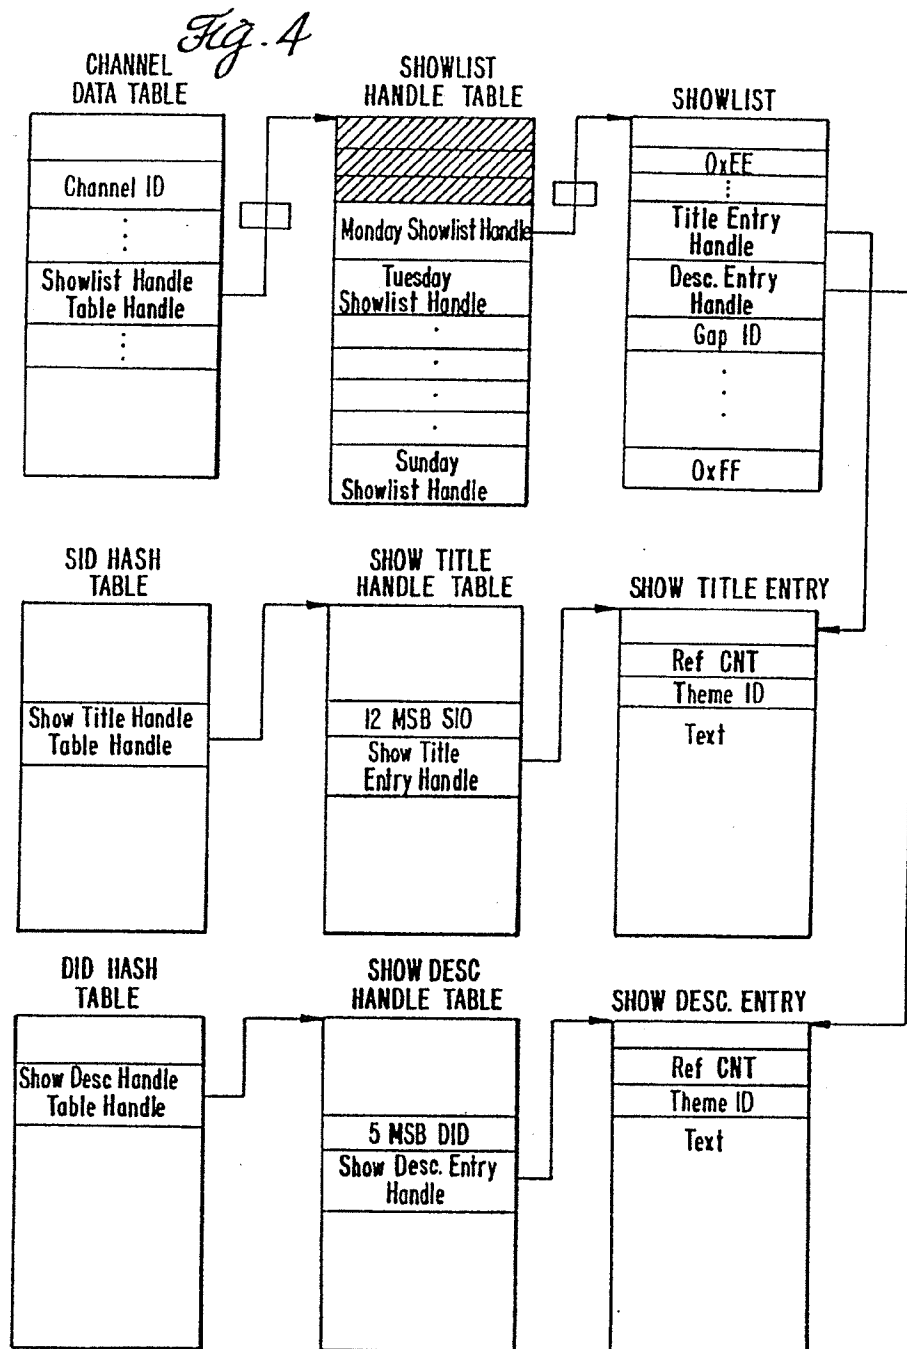 Fig. 4
CHANNEL
DATA TABLE
Channel ID
Showlist Handle
Table Handle
SHOWLIST
HANDLE TABLE
Monday Showlist Handle
Tuesday
Showlist Handle
Sunday
Showlist Handle
SHOWLIST
0xEE
Title Entry
Handle
Desc. Entry
Handle
Gap ID
0xFF
SID HASH
TABLE
Show Title Handle
Table Handle
SHOW TITLE
HANDLE TABLE
12 MSB SIO
Show Title
Entry Handle
SHOW TITLE ENTRY
Ref CNT
Theme ID
Text
DID HASH
TABLE
Show Desc Handle
Table Handle
SHOW DESC
HANDLE TABLE
5 MSB DID
Show Desc. Entry
Handle
SHOW DESC. ENTRY
Ref CNT
Theme ID
Text